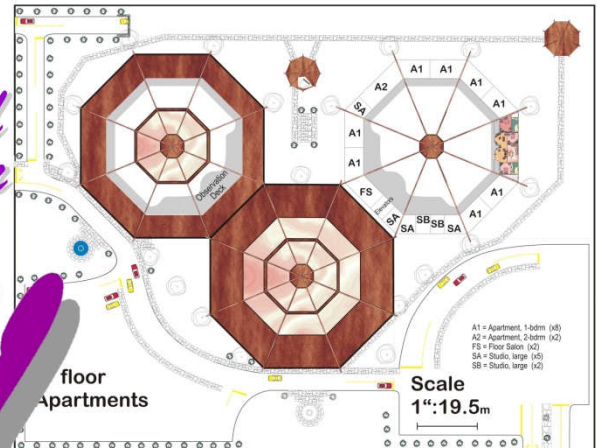 A1 A1
A2 A1
SA A1
A1
A1
FS A1
Elevators
SA A1
SA SB SB SA
Observation
Deck
floor
Apartments
Scale
1":19.5m
A1 = Apartment, 1-bdrm (x8)
A2 = Apartment, 2-bdrm (x2)
FS = Floor Salon (x2)
SA = Studio, large (x5)
SB = Studio, large (x2)